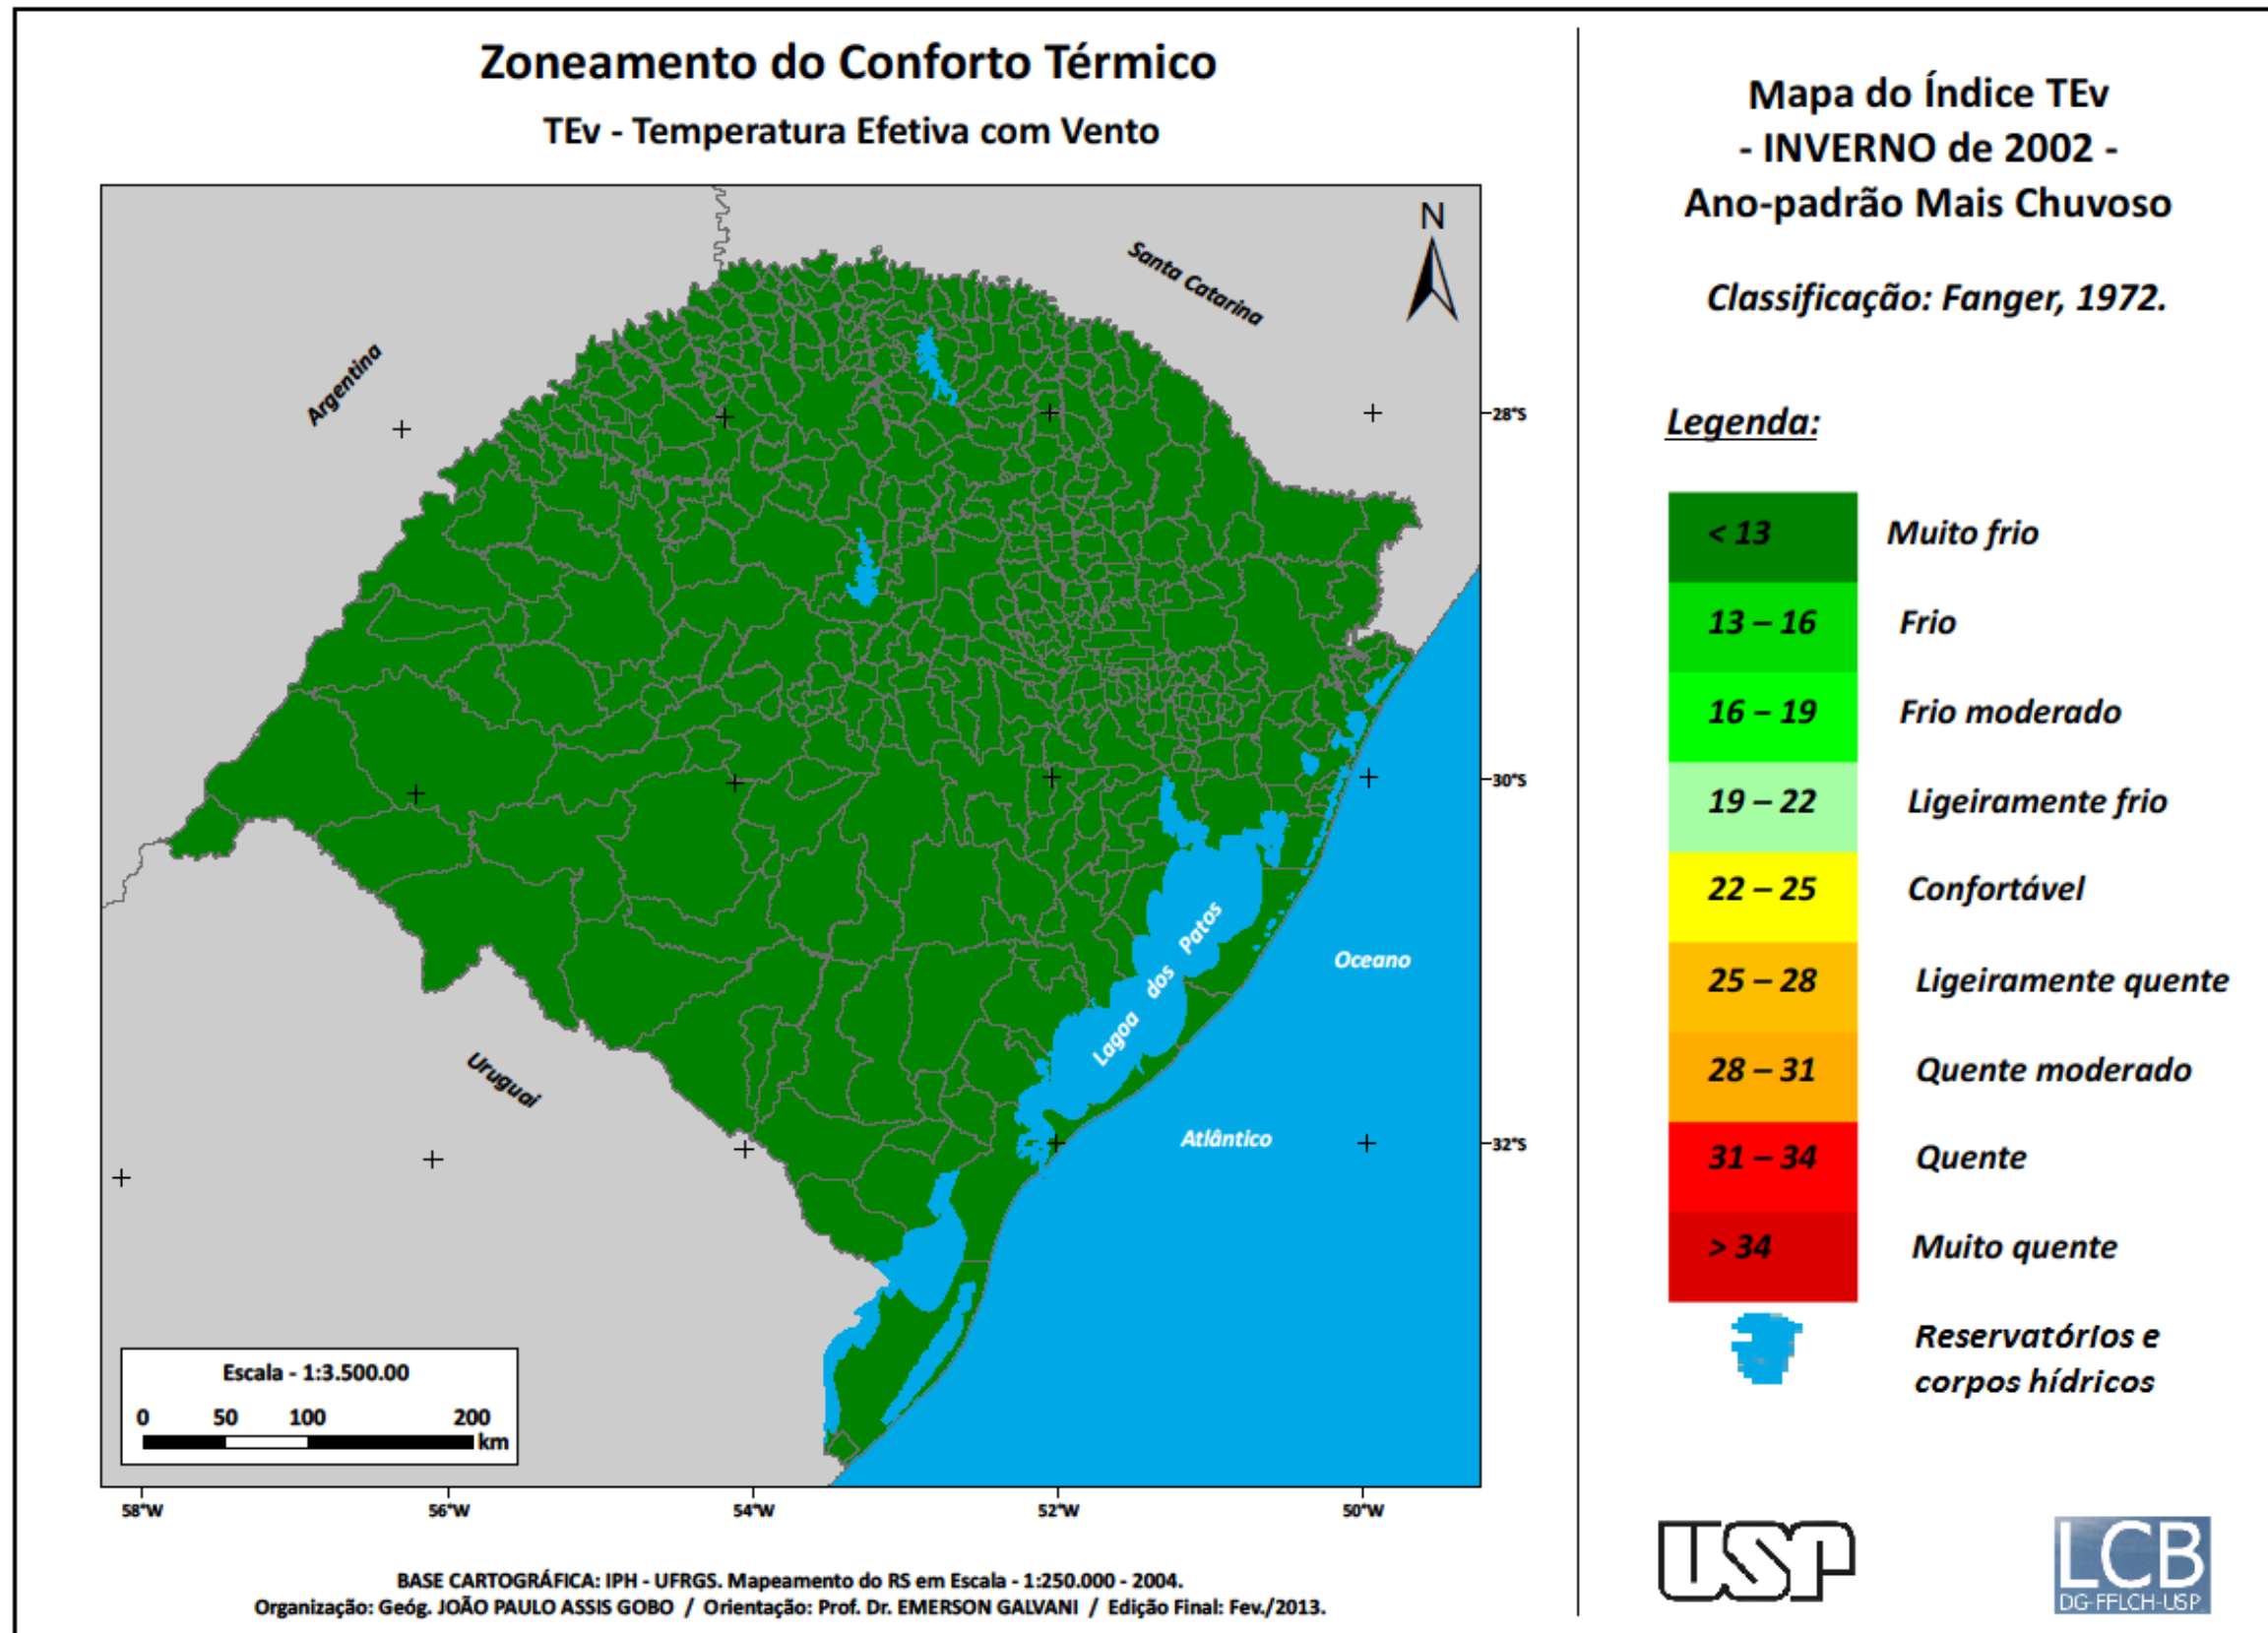 Zoneamento do Conforto Térmico
TEv - Temperatura Efetiva com Vento
N
Santa Catarina
Argentina
28°S
30°S
Lagoa dos Patos
Oceano
Uruguai
Atlântico
32°S
Escala - 1:3.500.00
0 50 100 200
km
58°W 56°W 54°W 52°W 50°W
BASE CARTOGRÁFICA: IPH - UFRGS. Mapeamento do RS em Escala - 1:250.000 - 2004.
Organização: Geóg. JOÃO PAULO ASSIS GOBO / Orientação: Prof. Dr. EMERSON GALVANI / Edição Final: Fev./2013.
Mapa do Índice TEv
- INVERNO de 2002 -
Ano-padrão Mais Chuvoso
Classificação: Fanger, 1972.
Legenda:
< 13 Muito frio
13 – 16 Frio
16 – 19 Frio moderado
19 – 22 Ligeiramente frio
22 – 25 Confortável
25 – 28 Ligeiramente quente
28 – 31 Quente moderado
31 – 34 Quente
> 34 Muito quente
Reservatórios e
corpos hídricos
USP
LCB
DG-FFLCH-USP